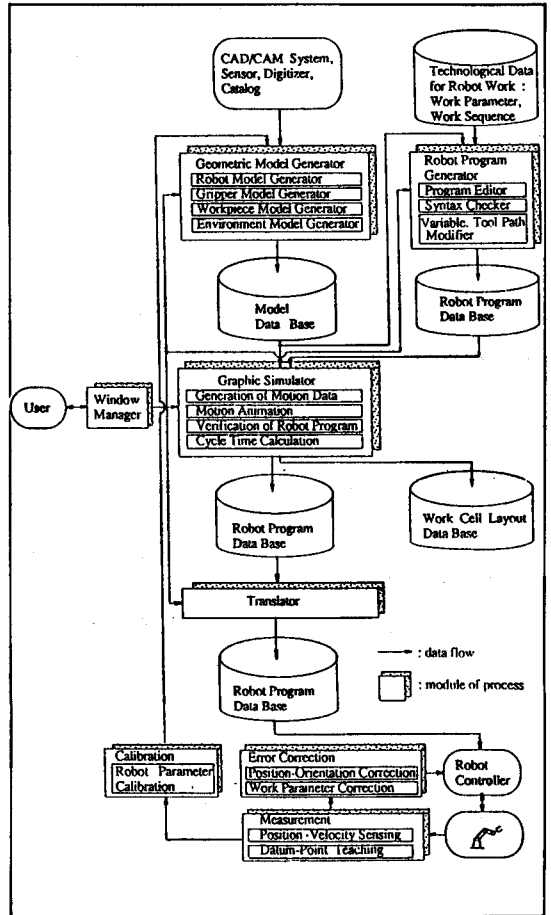 CAD/CAM System,
Sensor, Digitizer,
Catalog
Technological Data
for Robot Work :
Work Parameter,
Work Sequence
Geometric Model Generator
Robot Model Generator
Gripper Model Generator
Workpiece Model Generator
Environment Model Generator
Robot Program
Generator
Program Editor
Syntax Checker
Variable. Tool Path
Modifier
Model
Data Base
Robot Program
Data Base
User
Window
Manager
Graphic Simulator
Generation of Motion Data
Motion Animation
Verification of Robot Program
Cycle Time Calculation
Robot Program
Data Base
Work Cell Layout
Data Base
Translator
Robot Program
Data Base
: data flow
: module of process
Calibration
Robot Parameter
Calibration
Error Correction
Position-Orientation Correction
Work Parameter Correction
Robot
Controller
Measurement
Position -Velocity Sensing
Datum-Point Teaching